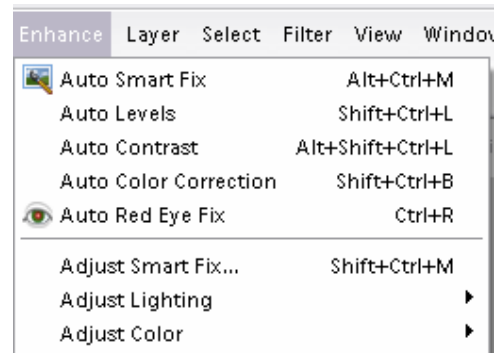 Enhance Layer Select Filter View Window
Auto Smart Fix Alt+Ctrl+M
Auto Levels Shift+Ctrl+L
Auto Contrast Alt+Shift+Ctrl+L
Auto Color Correction Shift+Ctrl+B
Auto Red Eye Fix Ctrl+R
Adjust Smart Fix... Shift+Ctrl+M
Adjust Lighting
Adjust Color